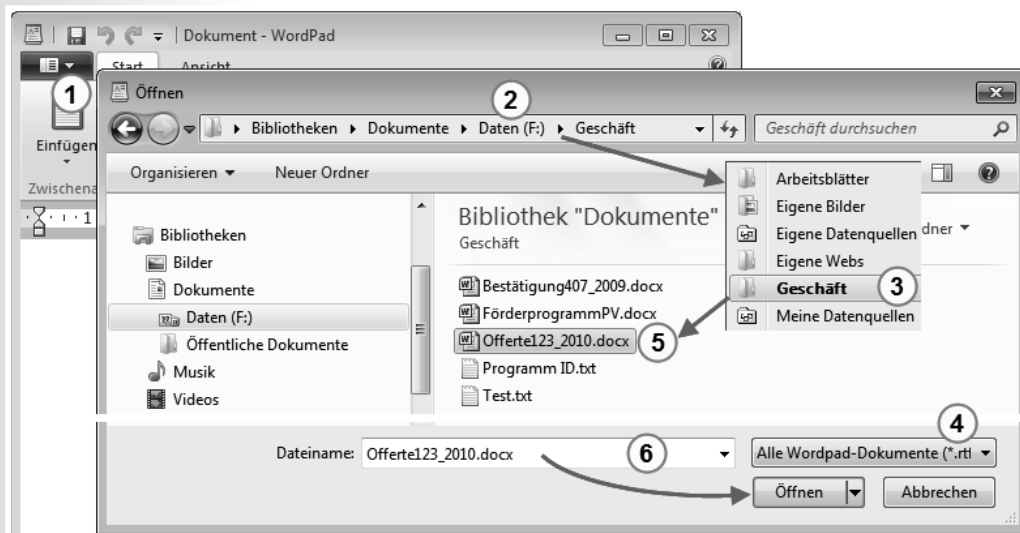 Dokument - WordPad
Start Ansicht
1
Öffnen
2
Bibliotheken Dokumente Daten (F:) Geschäft
Geschäft durchsuchen
Einfügen
Zwischena
1
Organisieren Neuer Ordner
Bibliotheken
Bilder
Dokumente
Daten (F:)
Öffentliche Dokumente
Musik
Videos
Bibliothek "Dokumente"
Geschäft
dner
Bestätigung407_2009.docx
FörderprogrammPV.docx
Offerte123_2010.docx
5
Programm ID.txt
Test.txt
Arbeitsblätter
Eigene Bilder
Eigene Datenquellen
Eigene Webs
Geschäft
3
Meine Datenquellen
4
Dateiname: Offerte123_2010.docx
6
Alle Wordpad-Dokumente (*.rtf
Öffnen Abbrechen